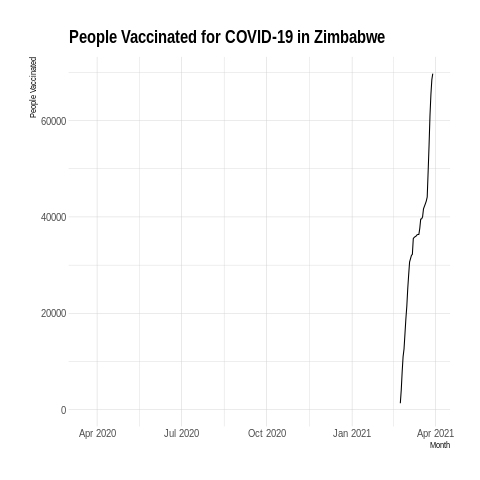 People Vaccinated for COVID-19 in Zimbabwe
People Vaccinated
60000
40000
20000
0
Apr 2020 Jul 2020 Oct 2020 Jan 2021 Apr 2021
Month